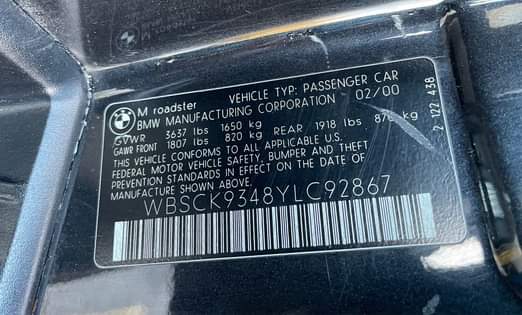 BMW
M roadster VEHICLE TYP: PASSENGER CAR
BMW MANUFACTURING CORPORATION 02/00
GVWR 3637 lbs 1650 kg
GAWR FRONT 1807 lbs 820 kg REAR 1918 lbs 870 kg
THIS VEHICLE CONFORMS TO ALL APPLICABLE
FEDERAL MOTOR VEHICLE SAFETY, BUMPER AND THEFT
PREVENTION STANDARDS IN EFFECT ON THE DATE OF
MANUFACTURE SHOWN ABOVE.
WBSCK9348YLC92867
2 122 438